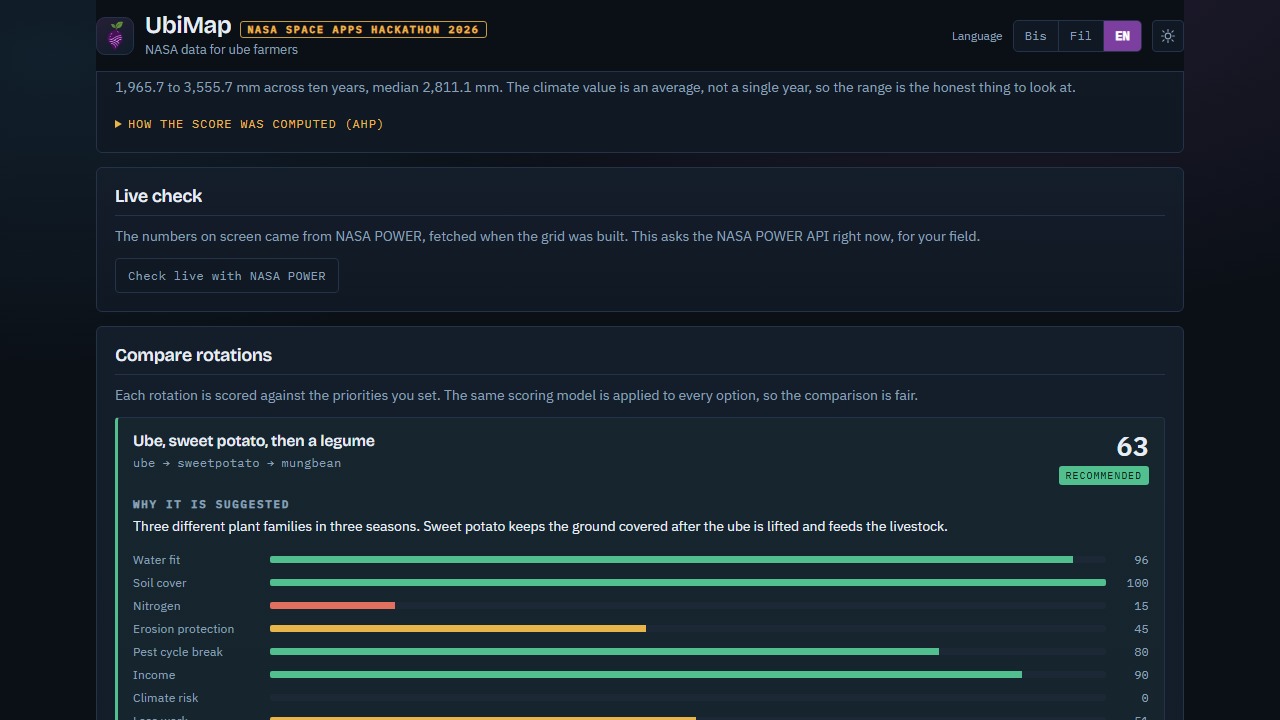 UbiMap NASA SPACE APPS HACKATHON 2026
NASA data for ube farmers
Language Bis Fil EN
1,965.7 to 3,555.7 mm across ten years, median 2,811.1 mm. The climate value is an average, not a single year, so the range is the honest thing to look at.
▶ HOW THE SCORE WAS COMPUTED (AHP)
Live check
The numbers on screen came from NASA POWER, fetched when the grid was built. This asks the NASA POWER API right now, for your field.
Check live with NASA POWER
Compare rotations
Each rotation is scored against the priorities you set. The same scoring model is applied to every option, so the comparison is fair.
Ube, sweet potato, then a legume 63
ube → sweetpotato → mungbean
RECOMMENDED
WHY IT IS SUGGESTED
Three different plant families in three seasons. Sweet potato keeps the ground covered after the ube is lifted and feeds the livestock.
Water fit 96
Soil cover 100
Nitrogen 15
Erosion protection 45
Pest cycle break 80
Income 90
Climate risk 0